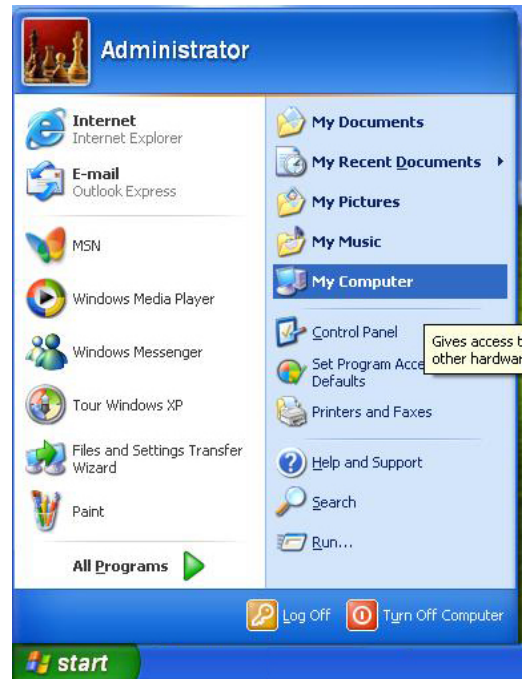 Administrator
Internet
Internet Explorer
E-mail
Outlook Express
MSN
Windows Media Player
Windows Messenger
Tour Windows XP
Files and Settings Transfer
Wizard
Paint
All Programs
My Documents
My Recent Documents
My Pictures
My Music
My Computer
Control Panel
Gives access t
other hardwar
Set Program Acce
Defaults
Printers and Faxes
Help and Support
Search
Run...
Log Off
Turn Off Computer
start